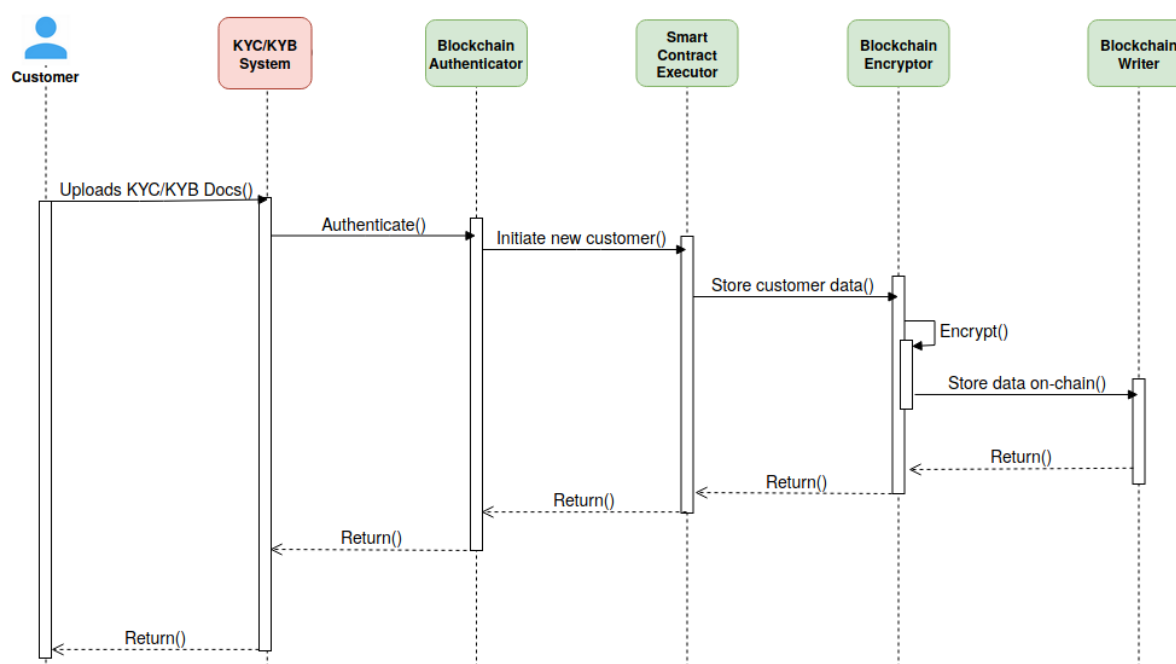 Customer
KYC/KYB
System
Blockchain
Authenticator
Smart
Contract
Executor
Blockchain
Encryptor
Blockchain
Writer
Uploads KYC/KYB Docs()
Authenticate()
Initiate new customer()
Store customer data()
Encrypt()
Store data on-chain()
Return()
Return()
Return()
Return()
Return()